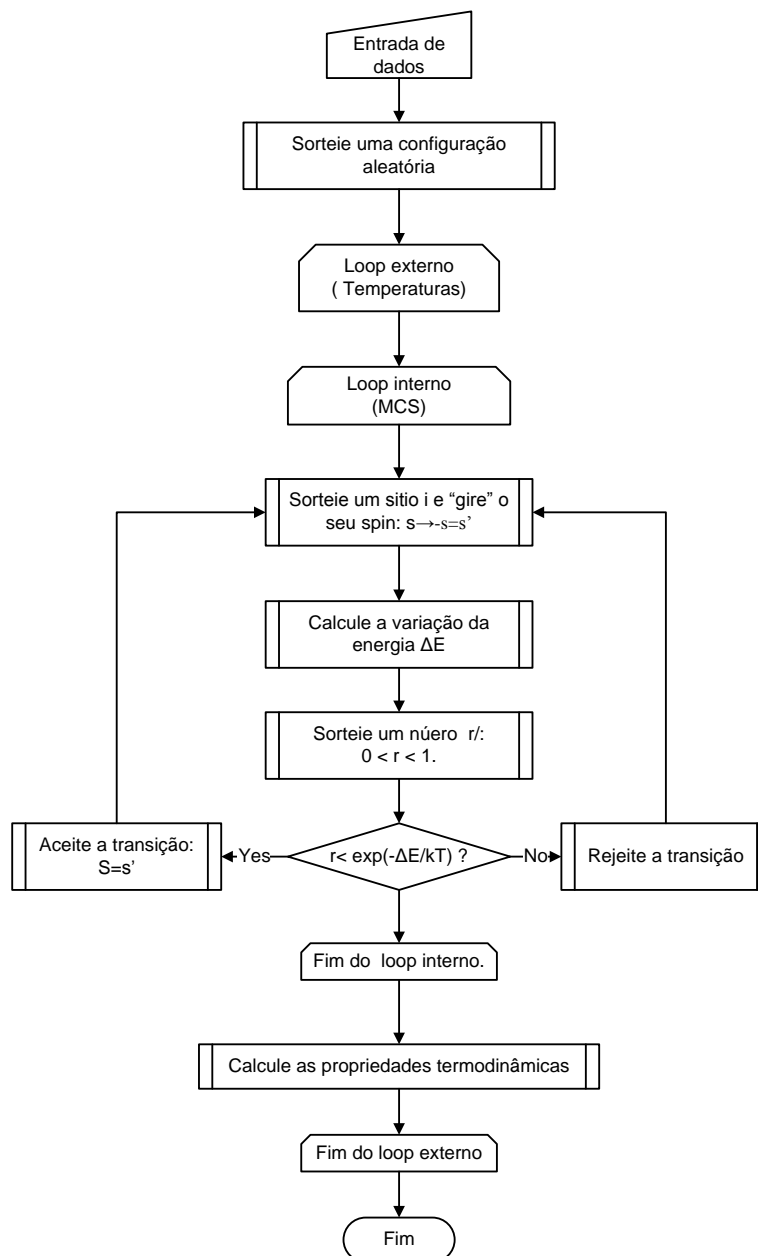 Entrada de
dados
Sorteie uma configuração
aleatória
Loop externo
( Temperaturas)
Loop interno
(MCS)
Sorteie um sitio i e “gire” o
seu spin: s→-s=s’
Calcule a variação da
energia ΔE
Sorteie um núero r/:
0 < r < 1.
Aceite a transição:
S=s’
Yes
r< exp(-ΔE/kT) ?
No
Rejeite a transição
Fim do loop interno.
Calcule as propriedades termodinâmicas
Fim do loop externo
Fim